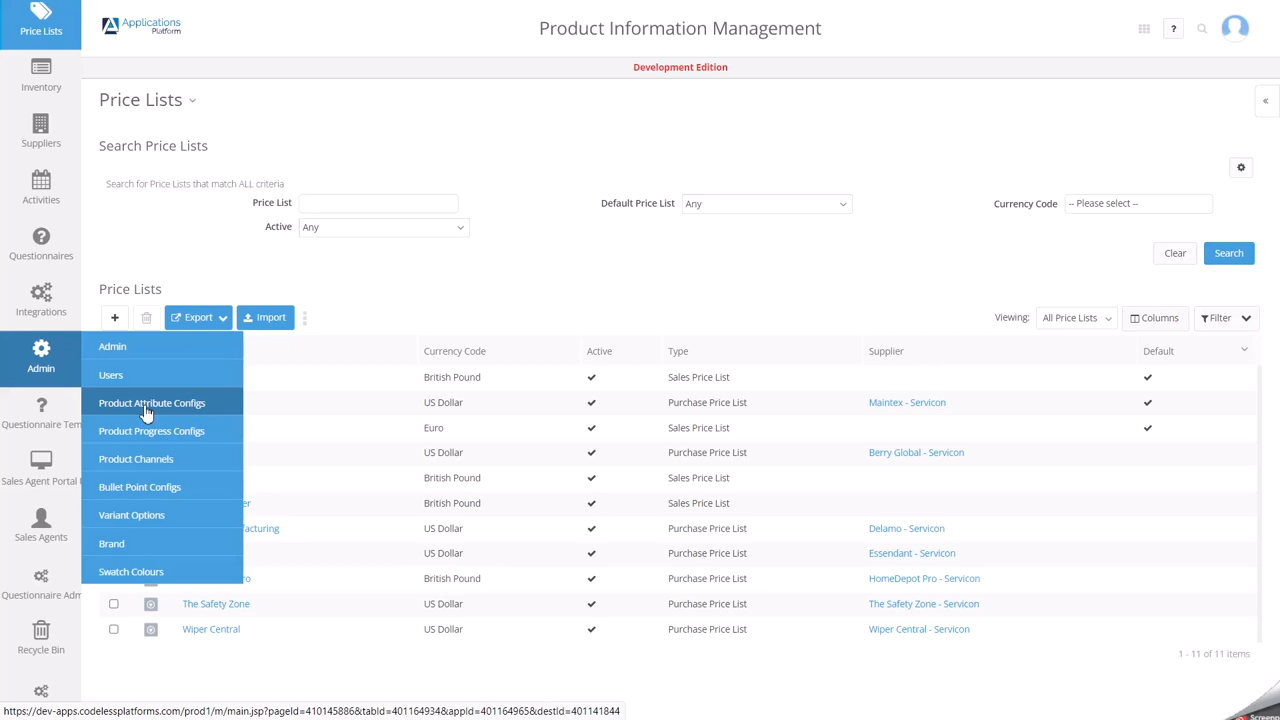 Price Lists
Applications
Platform
Product Information Management
?
Development Edition
Inventory
Suppliers
Activities
Questionnaires
Integrations
Admin
Questionnaire Tem
Sales Agent Portal
Sales Agents
Questionnaire Adm
Recycle Bin
Price Lists
«
Search Price Lists
Search for Price Lists that match ALL criteria
Price List
Default Price List Any
Currency Code -- Please select --
Active Any
Clear Search
Price Lists
+ Export Import
Viewing: All Price Lists Columns Filter
Admin
Users
Product Attribute Configs
Product Progress Configs
Product Channels
Bullet Point Configs
Variant Options
Brand
Swatch Colours
Currency Code Active Type Supplier Default
British Pound Sales Price List
US Dollar Purchase Price List Maintex - Servicon
Euro Sales Price List
US Dollar Purchase Price List Berry Global - Servicon
British Pound Sales Price List
er British Pound Sales Price List
facturing US Dollar Purchase Price List Delamo - Servicon
US Dollar Purchase Price List Essendant - Servicon
ro British Pound Purchase Price List HomeDepot Pro - Servicon
The Safety Zone US Dollar Purchase Price List The Safety Zone - Servicon
Wiper Central US Dollar Purchase Price List Wiper Central - Servicon
1 - 11 of 11 items
https://dev-apps.codelessplatforms.com/prod1/m/main.jsp?pageId=410145886&tabId=401164934&appId=401164965&destId=401141844